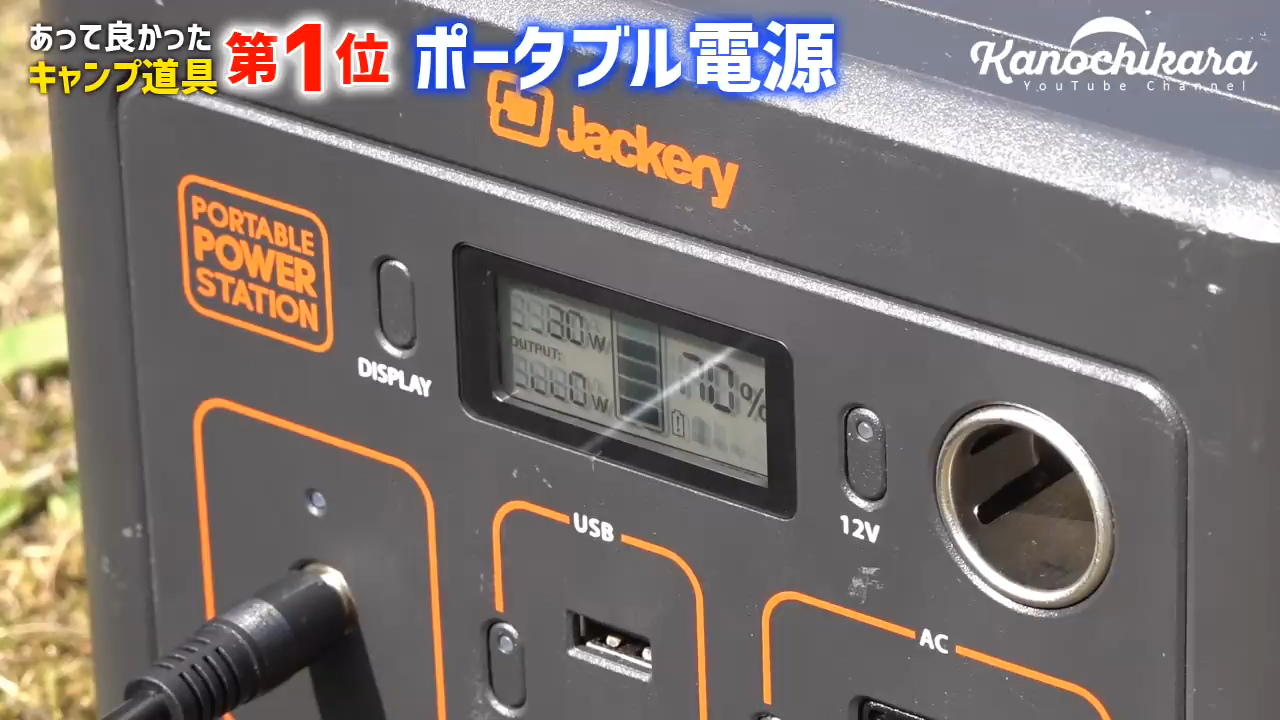 あって良かった
キャンプ道具
第1位
ポータブル電源
Kanochikara
YouTube Channel
Jackery
PORTABLE
POWER
STATION
DISPLAY
OUTPUT:
%
12V
USB
AC